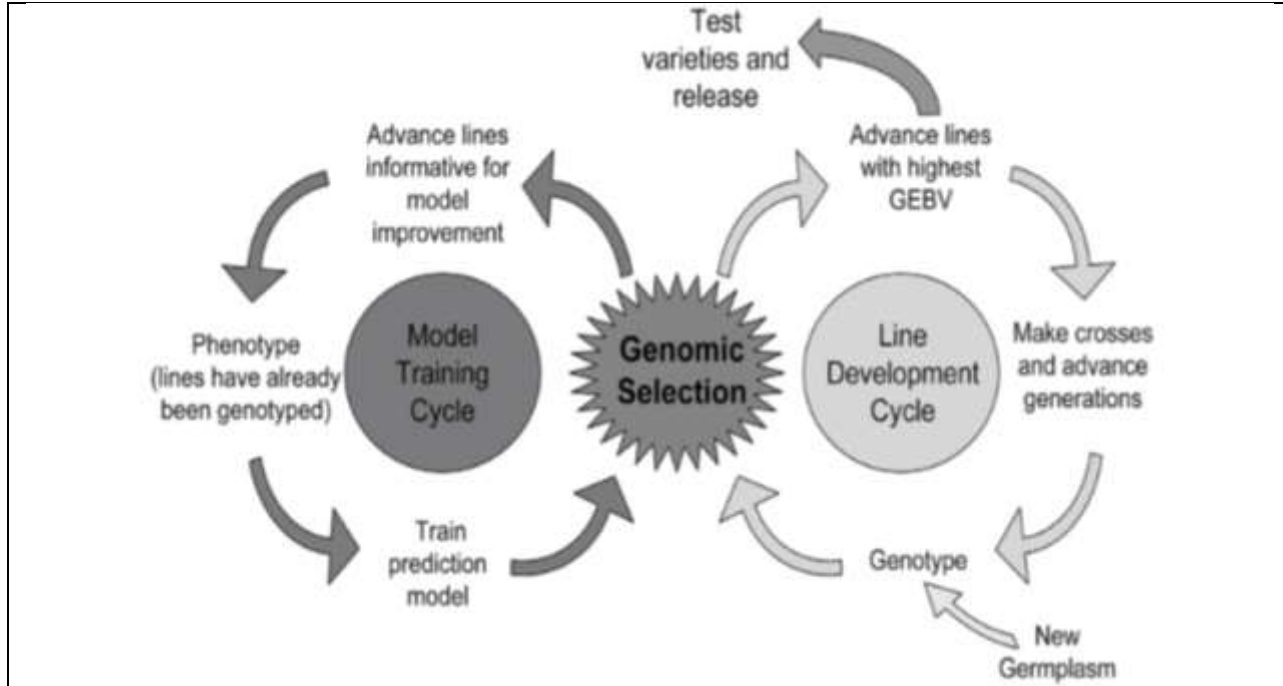 Test
varieties and
release
Advance lines
informative for
model
improvement
Advance lines
with highest
GEBV
Phenotype
(lines have already
been genotyped)
Model
Training
Cycle
Genomic
Selection
Line
Development
Cycle
Make crosses
and advance
generations
Train
prediction
model
Genotype
New
Germplasm